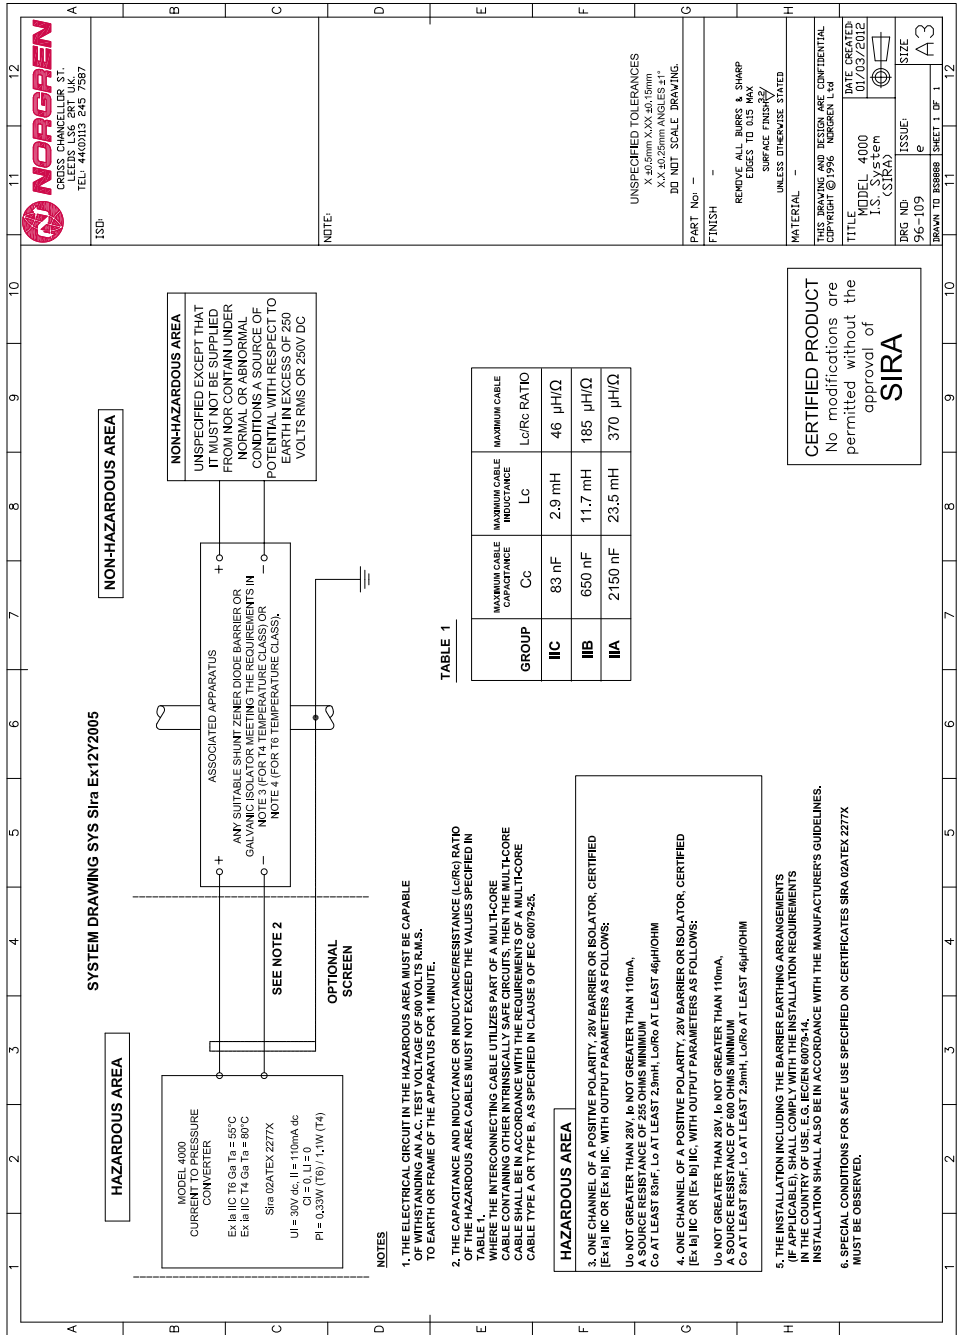 NORGREN
CROSS CHANCELLOR ST.
LEEDS LS6 2RT U.K.
TEL: 44(0)113 245 7587
ISO:
NOTE:
UNSPECIFIED TOLERANCES
X ±0.5mm X.XX ±0.15mm
X.X ±0.25mm ANGLES ±1°
DO NOT SCALE DRAWING.
PART No: -
FINISH -
REMOVE ALL BURRS & SHARP
EDGES TO 0.15 MAX
SURFACE FINISH 3.2
UNLESS OTHERWISE STATED
MATERIAL -
THIS DRAWING AND DESIGN ARE CONFIDENTIAL
COPYRIGHT © 1996 NORGREN Ltd
TITLE
MODEL 4000
I.S. System
(SIRA)
DATE CREATED:
01/03/2012
DRG NO:
96-109
ISSUE:
e
SIZE
A3
DRAWN TO BS8888
SHEET 1 OF 1
SYSTEM DRAWING SYS Sira Ex12Y2005
HAZARDOUS AREA
NON-HAZARDOUS AREA
MODEL 4000
CURRENT TO PRESSURE
CONVERTER
Ex ia IIC T6 Ga Ta = 55°C
Ex ia IIC T4 Ga Ta = 80°C
Sira 02ATEX 2277X
Ui = 30V dc, Ii = 110mA dc
Ci = 0, Li = 0
Pi = 0.33W (T6) / 1.1W (T4)
SEE NOTE 2
OPTIONAL
SCREEN
ASSOCIATED APPARATUS
ANY SUITABLE SHUNT ZENER DIODE BARRIER OR
GALVANIC ISOLATOR MEETING THE REQUIREMENTS IN
NOTE 3 (FOR T4 TEMPERATURE CLASS) OR
NOTE 4 (FOR T6 TEMPERATURE CLASS).
+
−
+
−
NON-HAZARDOUS AREA
UNSPECIFIED EXCEPT THAT
IT MUST NOT BE SUPPLIED
FROM NOR CONTAIN UNDER
NORMAL OR ABNORMAL
CONDITIONS A SOURCE OF
POTENTIAL WITH RESPECT TO
EARTH IN EXCESS OF 250
VOLTS RMS OR 250V DC
NOTES
1. THE ELECTRICAL CIRCUIT IN THE HAZARDOUS AREA MUST BE CAPABLE
OF WITHSTANDING AN A.C. TEST VOLTAGE OF 500 VOLTS R.M.S.
TO EARTH OR FRAME OF THE APPARATUS FOR 1 MINUTE.
2. THE CAPACITANCE AND INDUCTANCE OR INDUCTANCE/RESISTANCE (Lc/Rc) RATIO
OF THE HAZARDOUS AREA CABLES MUST NOT EXCEED THE VALUES SPECIFIED IN
TABLE 1.
WHERE THE INTERCONNECTING CABLE UTILIZES PART OF A MULTI-CORE
CABLE CONTAINING OTHER INTRINSICALLY SAFE CIRCUITS, THEN THE MULTI-CORE
CABLE SHALL BE IN ACCORDANCE WITH THE REQUIREMENTS OF A MULTI-CORE
CABLE TYPE A OR TYPE B, AS SPECIFIED IN CLAUSE 9 OF IEC 60079-25.
HAZARDOUS AREA
3. ONE CHANNEL OF A POSITIVE POLARITY, 28V BARRIER OR ISOLATOR, CERTIFIED
[Ex ia] IIC OR [Ex ib] IIC, WITH OUTPUT PARAMETERS AS FOLLOWS:
Uo NOT GREATER THAN 28V, Io NOT GREATER THAN 110mA,
A SOURCE RESISTANCE OF 255 OHMS MINIMUM
Co AT LEAST 83nF, Lo AT LEAST 2.9mH, Lo/Ro AT LEAST 46µH/OHM
4. ONE CHANNEL OF A POSITIVE POLARITY, 28V BARRIER OR ISOLATOR, CERTIFIED
[Ex ia] IIC OR [Ex ib] IIC, WITH OUTPUT PARAMETERS AS FOLLOWS:
Uo NOT GREATER THAN 28V, Io NOT GREATER THAN 110mA,
A SOURCE RESISTANCE OF 600 OHMS MINIMUM
Co AT LEAST 83nF, Lo AT LEAST 2.9mH, Lo/Ro AT LEAST 46µH/OHM
5. THE INSTALLATION INCLUDING THE BARRIER EARTHING ARRANGEMENTS
(IF APPLICABLE), SHALL COMPLY WITH THE INSTALLATION REQUIREMENTS
IN THE COUNTRY OF USE, E.G. IEC/EN 60079-14.
INSTALLATION SHALL ALSO BE IN ACCORDANCE WITH THE MANUFACTURER'S GUIDELINES.
6. SPECIAL CONDITIONS FOR SAFE USE SPECIFIED ON CERTIFICATES SIRA 02ATEX 2277X
MUST BE OBSERVED.
TABLE 1
GROUP MAXIMUM CABLE CAPACITANCE Cc MAXIMUM CABLE INDUCTANCE Lc MAXIMUM CABLE Lc/Rc RATIO
IIC 83 nF 2.9 mH 46 µH/Ω
IIB 650 nF 11.7 mH 185 µH/Ω
IIA 2150 nF 23.5 mH 370 µH/Ω
CERTIFIED PRODUCT
No modifications are
permitted without the
approval of
SIRA
1 2 3 4 5 6 7 8 9 10 11 12
A B C D E F G H
1 2 3 4 5 6 7 8 9 10 11 12
A B C D E F G H